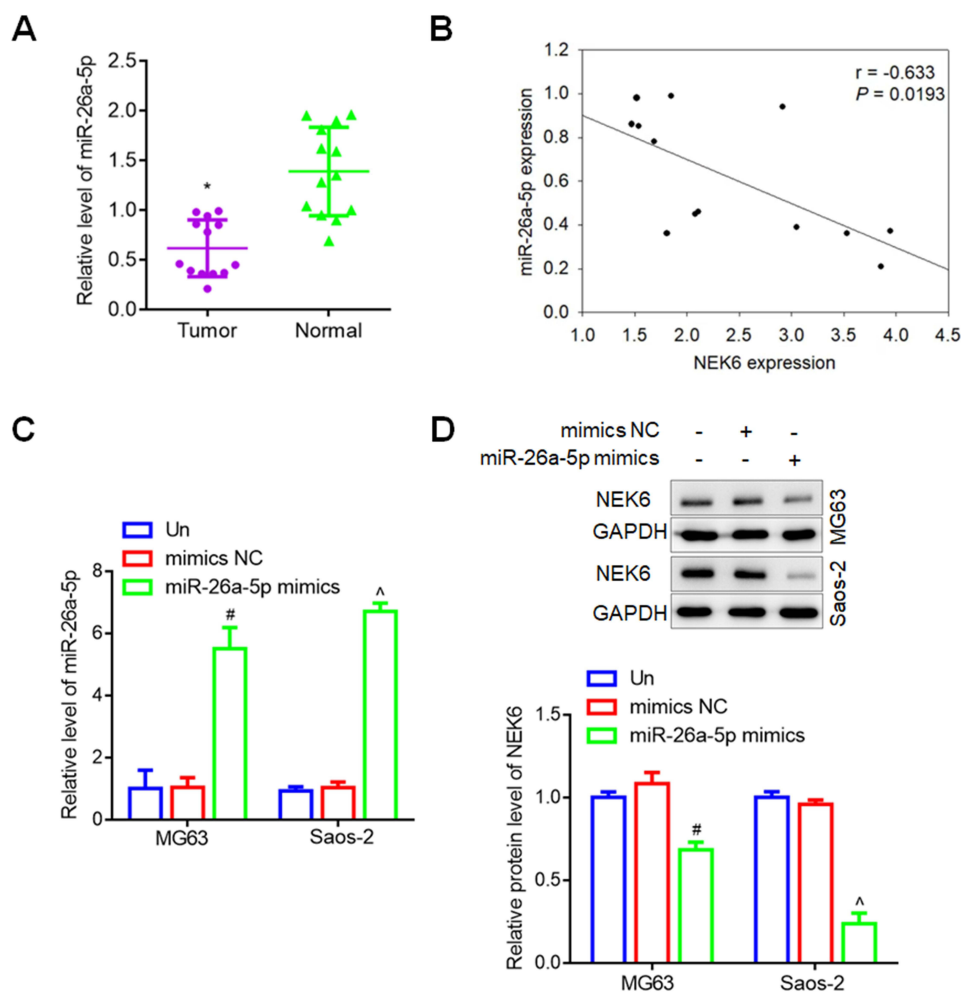 A
Relative level of miR-26a-5p
2.5
2.0
1.5
1.0
0.5
0.0
*
Tumor
Normal
B
miR-26a-5p expression
1.2
1.0
0.8
0.6
0.4
0.2
0.0
r = -0.633
P = 0.0193
1.0 1.5 2.0 2.5 3.0 3.5 4.0 4.5
NEK6 expression
C
Un
mimics NC
miR-26a-5p mimics
Relative level of miR-26a-5p
8
6
4
2
0
#
^
MG63
Saos-2
D
mimics NC - + -
miR-26a-5p mimics - - +
NEK6
GAPDH
MG63
NEK6
GAPDH
Saos-2
Un
mimics NC
miR-26a-5p mimics
Relative protein level of NEK6
1.5
1.0
0.5
0.0
#
^
MG63
Saos-2